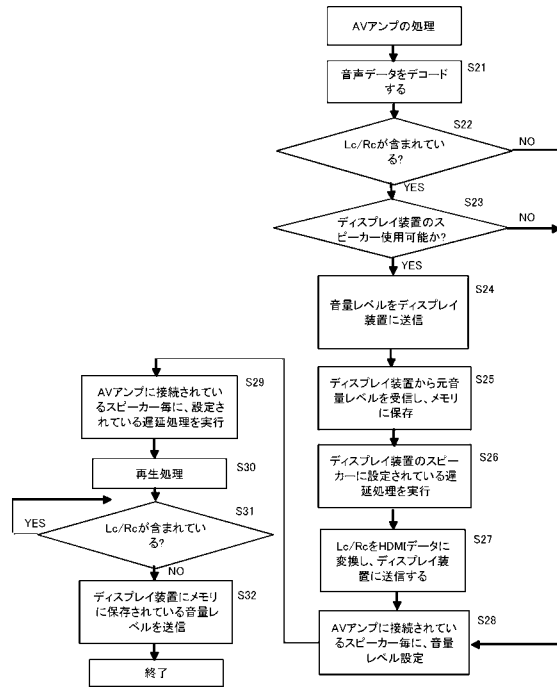 AVアンプの処理
S21
音声データをデコード
する
S22
Lc/Rcが含まれて
いる?
NO
YES
S23
ディスプレイ装置のス
ピーカー使用可能か?
NO
YES
S24
音量レベルをディスプレイ
装置に送信
S25
ディスプレイ装置から元音
量レベルを受信し、メモリ
に保存
S26
ディスプレイ装置のスピー
カーに設定されている遅
延処理を実行
S27
Lc/RcをHDMIデータに
変換し、ディスプレイ装
置に送信する
S28
AVアンプに接続されてい
るスピーカー毎に、音量
レベル設定
S29
AVアンプに接続されてい
るスピーカー毎に、設定さ
れている遅延処理を実行
S30
再生処理
S31
Lc/Rcが含まれてい
る?
YES
NO
S32
ディスプレイ装置にメモリ
に保存されている音量レ
ベルを送信
終了